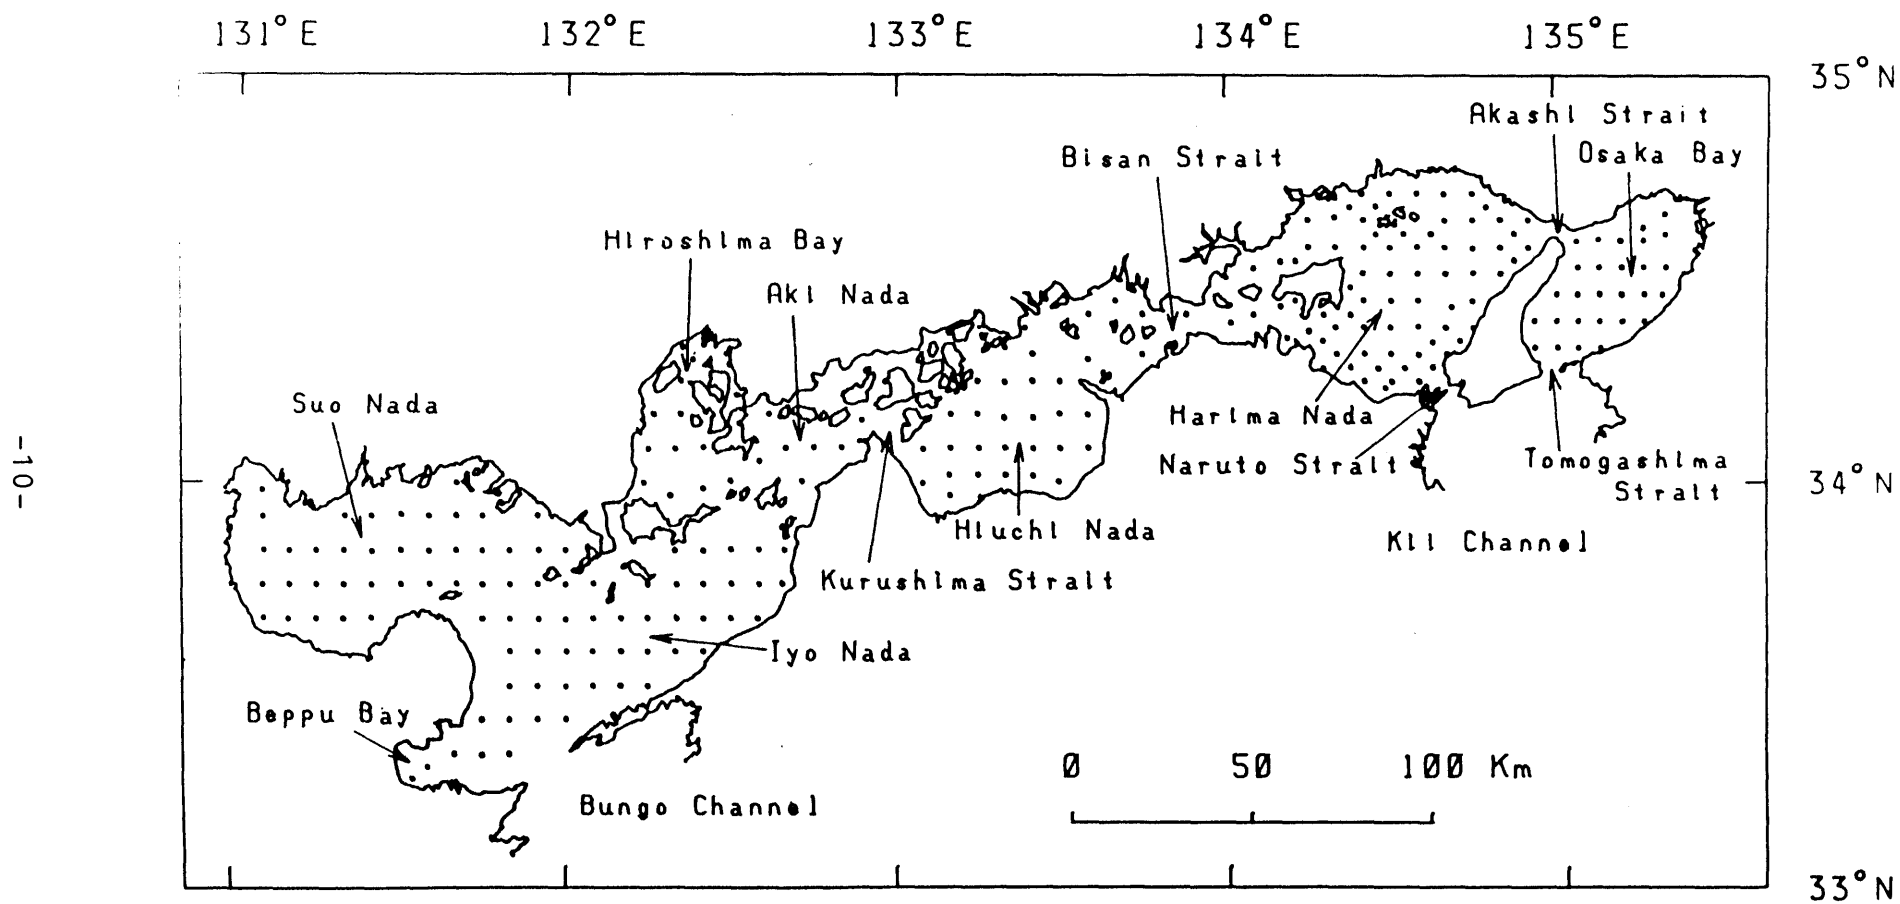 131°E 132°E 133°E 134°E 135°E
35°N
Akashi Strait
Osaka Bay
Bisan Strait
Hiroshima Bay
Aki Nada
Suo Nada
Harima Nada
Naruto Strait
Tomogashima
Strait
34°N
-10-
Hiuchi Nada
Kii Channel
Kurushima Strait
Iyo Nada
Beppu Bay
0 50 100 Km
Bungo Channel
33°N